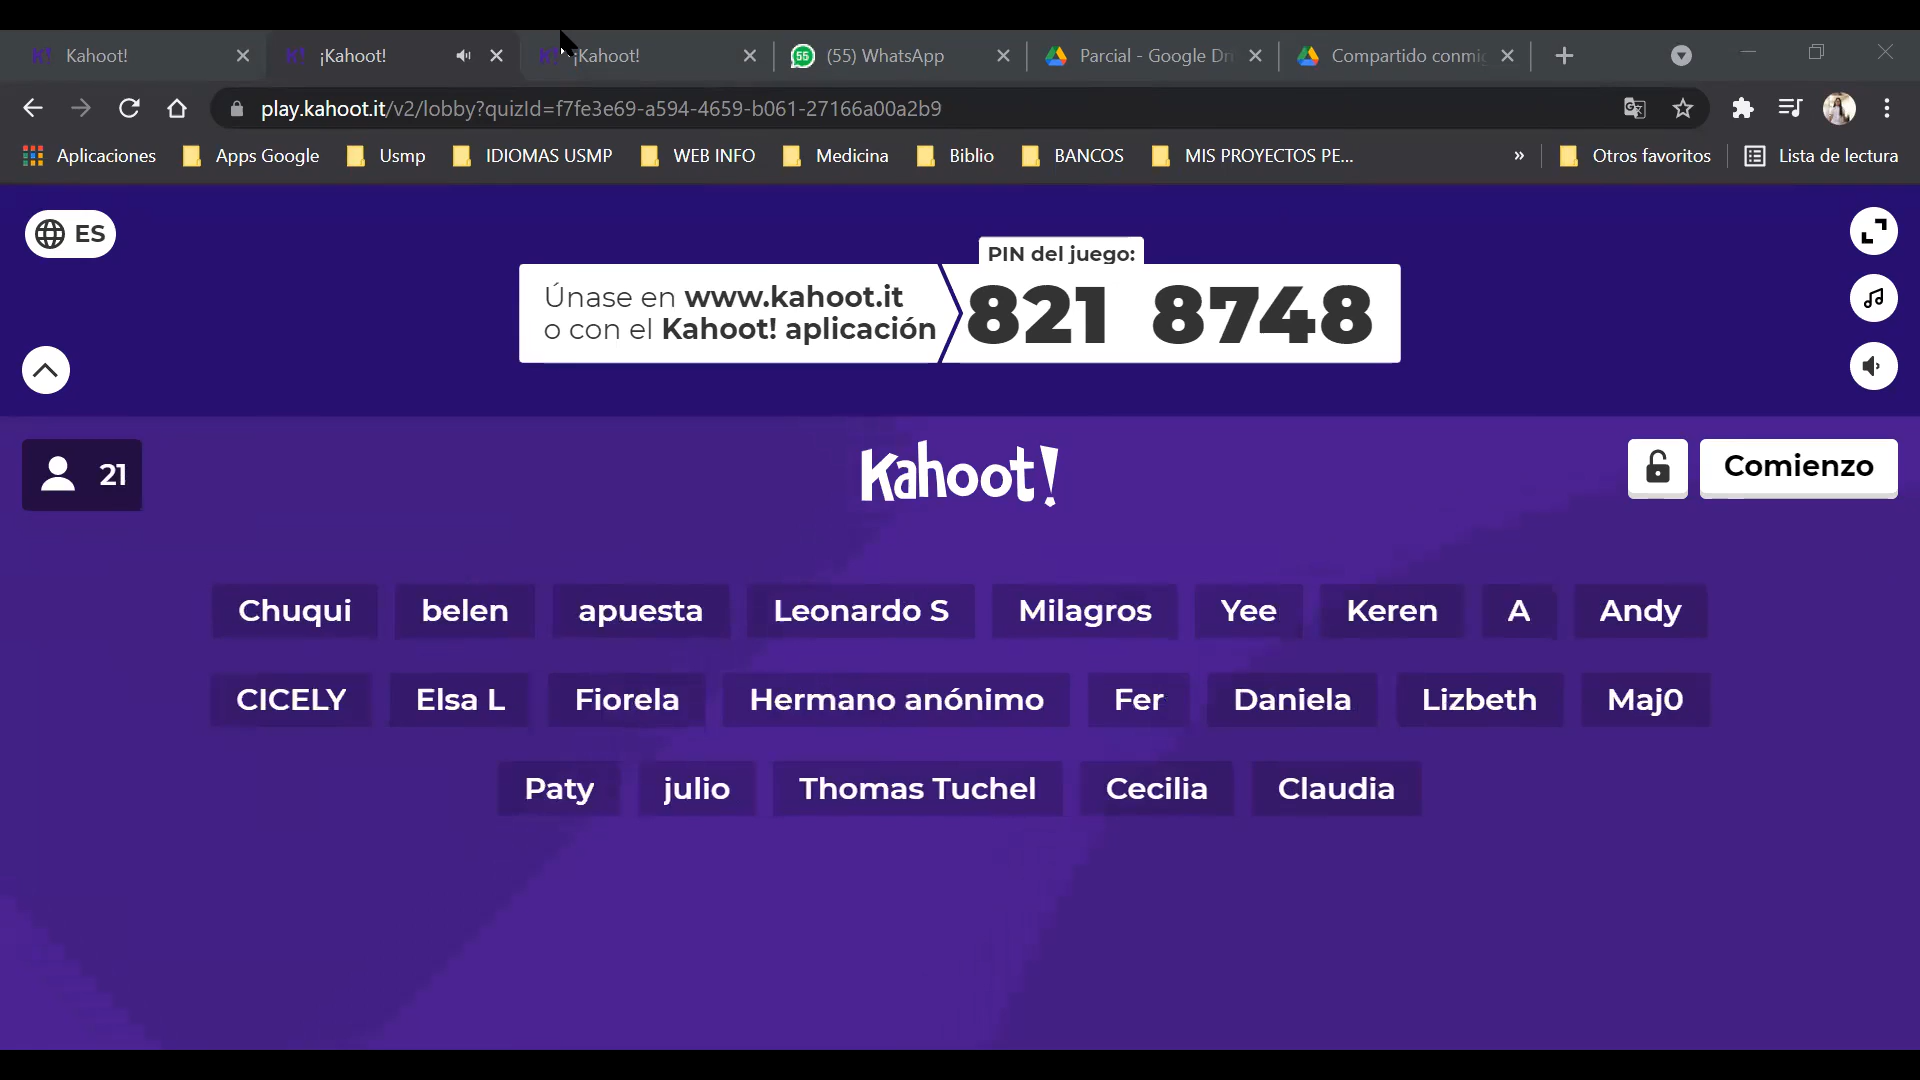 Kahoot! ¡Kahoot! ¡Kahoot! (55) WhatsApp Parcial - Google Dri Compartido conmig
play.kahoot.it/v2/lobby?quizId=f7fe3e69-a594-4659-b061-27166a00a2b9
Aplicaciones Apps Google Usmp IDIOMAS USMP WEB INFO Medicina Biblio BANCOS MIS PROYECTOS PE... » Otros favoritos Lista de lectura
ES
PIN del juego:
Únase en www.kahoot.it
o con el Kahoot! aplicación
821 8748
21
Kahoot!
Comienzo
Chuqui belen apuesta Leonardo S Milagros Yee Keren A Andy
CICELY Elsa L Fiorela Hermano anónimo Fer Daniela Lizbeth Maj0
Paty julio Thomas Tuchel Cecilia Claudia